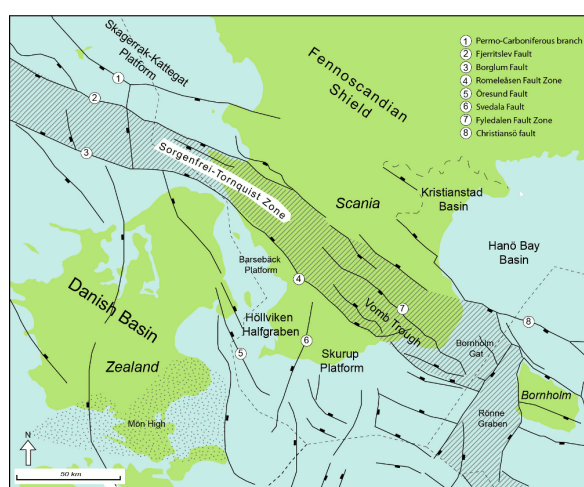 Skagerrak-Kattegat
Platform
Fennoscandian
Shield
1 Permo-Carboniferous branch
2 Fjerritslev Fault
3 Borglum Fault
4 Romeleåsen Fault Zone
5 Öresund Fault
6 Svedala Fault
7 Fyledalen Fault Zone
8 Christiansö fault
1
2
3
Sorgenfrei-Tornquist Zone
Scania
Kristianstad
Basin
Hanö Bay
Basin
Barsebäck
Platform
4
Danish Basin
Höllviken
Halfgraben
Vomb Trough
7
8
6
5
Skurup
Platform
Bornholm
Gat
Zealand
Bornholm
Rönne
Graben
Mön High
N
50 km